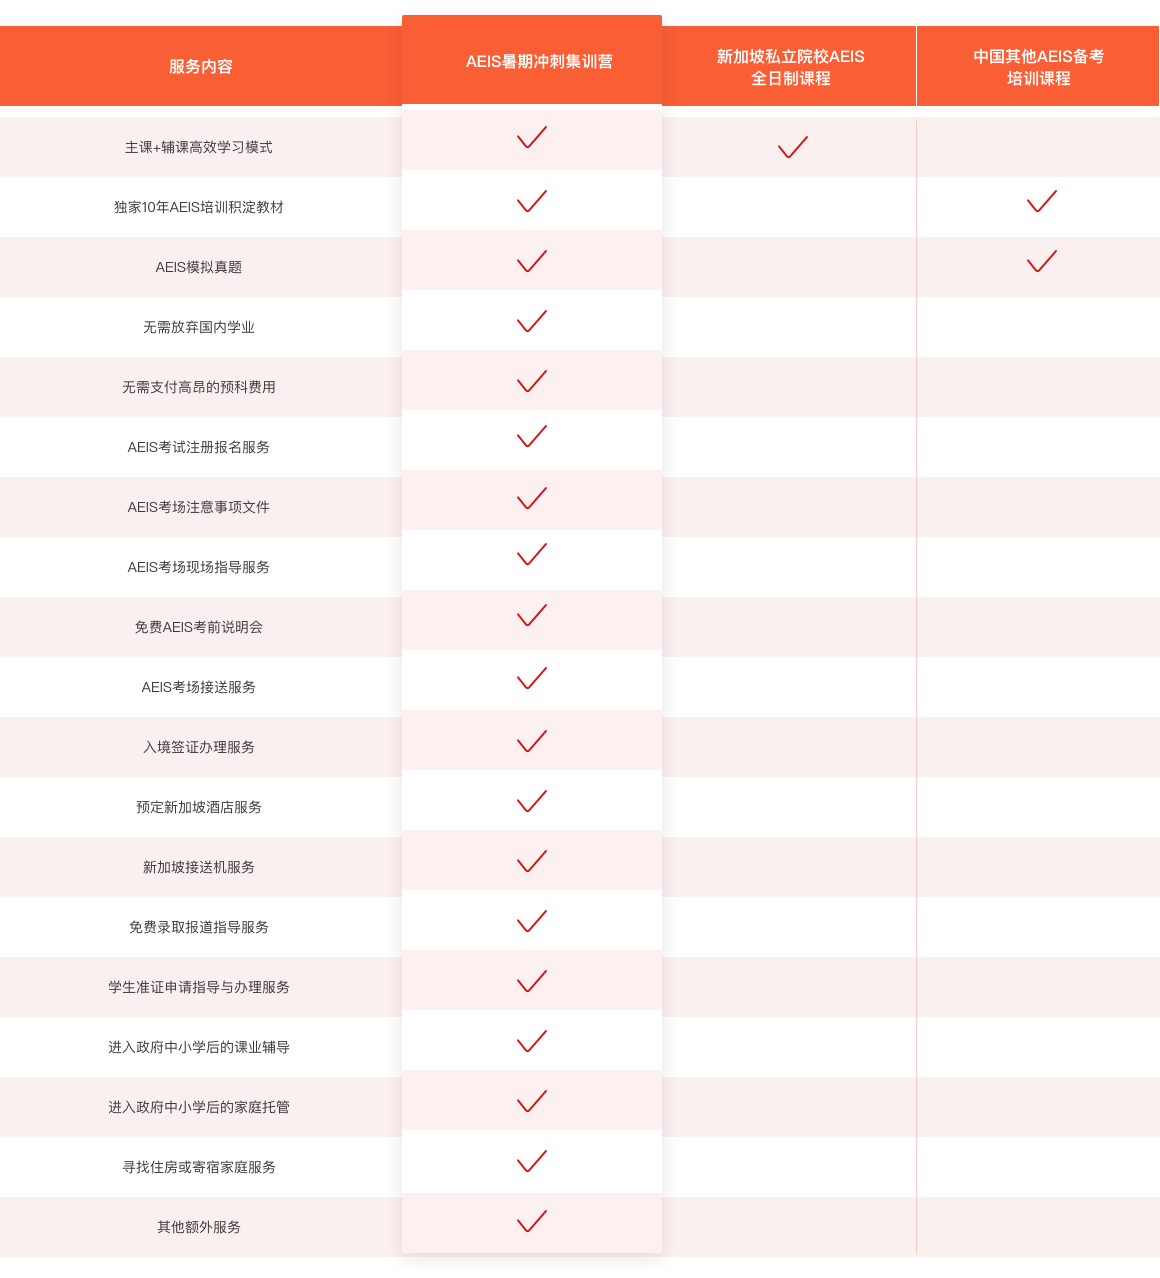 服务内容
AEIS暑期冲刺集训营
新加坡私立院校AEIS
全日制课程
中国其他AEIS备考
培训课程
主课+辅课高效学习模式
独家10年AEIS培训积淀教材
AEIS模拟真题
无需放弃国内学业
无需支付高昂的预科费用
AEIS考试注册报名服务
AEIS考场注意事项文件
AEIS考场现场指导服务
免费AEIS考前说明会
AEIS考场接送服务
入境签证办理服务
预定新加坡酒店服务
新加坡接送机服务
免费录取报道指导服务
学生准证申请指导与办理服务
进入政府中小学后的课业辅导
进入政府中小学后的家庭托管
寻找住房或寄宿家庭服务
其他额外服务